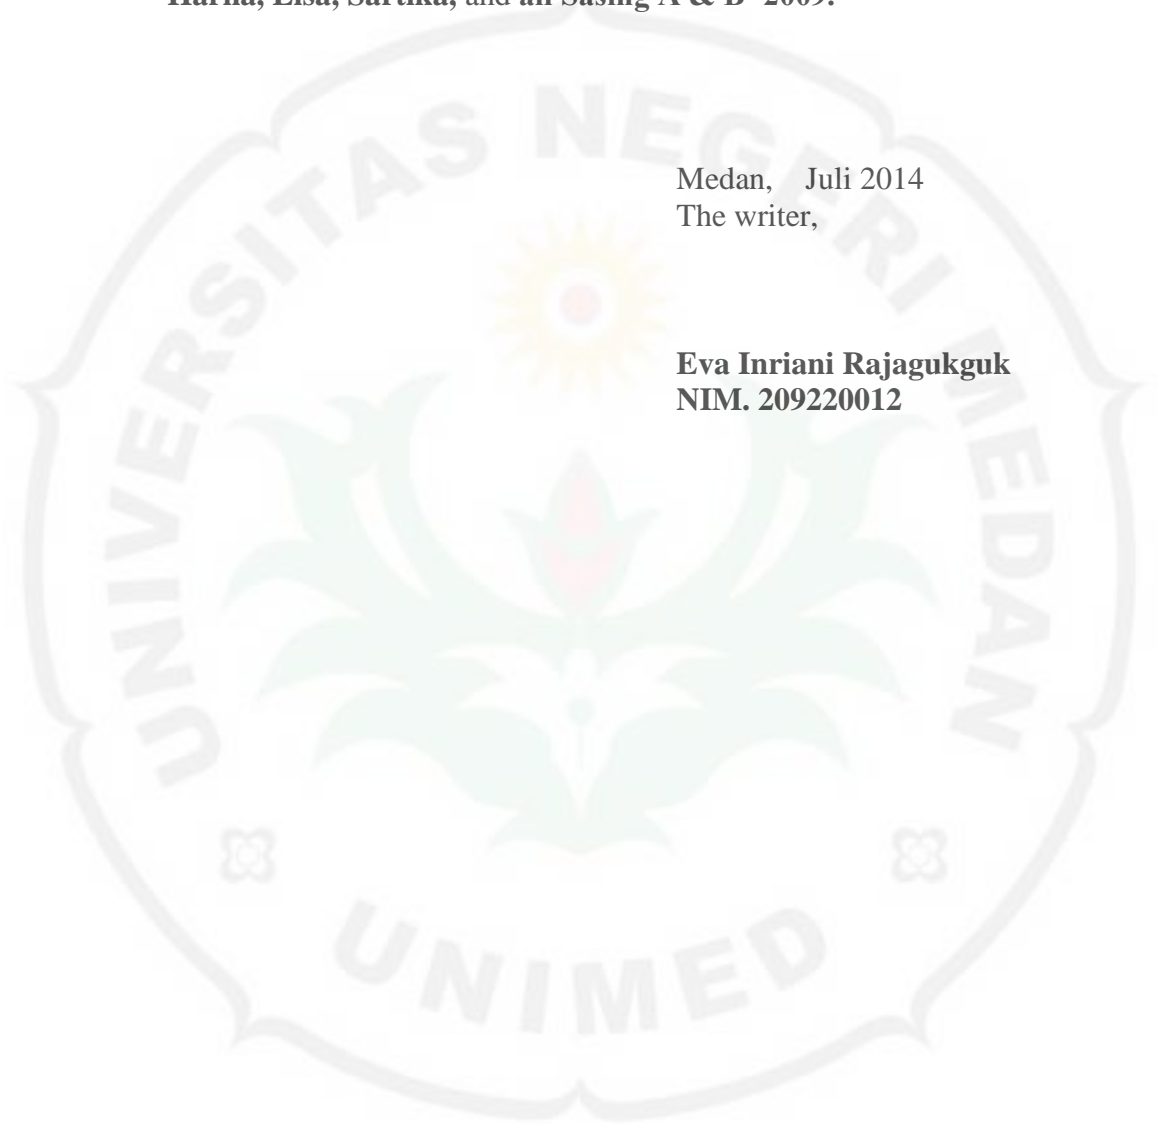 Harna, Elsa, Sartika, and all Sasing A & B 2009.
UNIVERSITAS NEGERI MEDAN
Medan, Juli 2014
The writer,
Eva Inriani Rajagukguk
NIM. 209220012
UNIMED